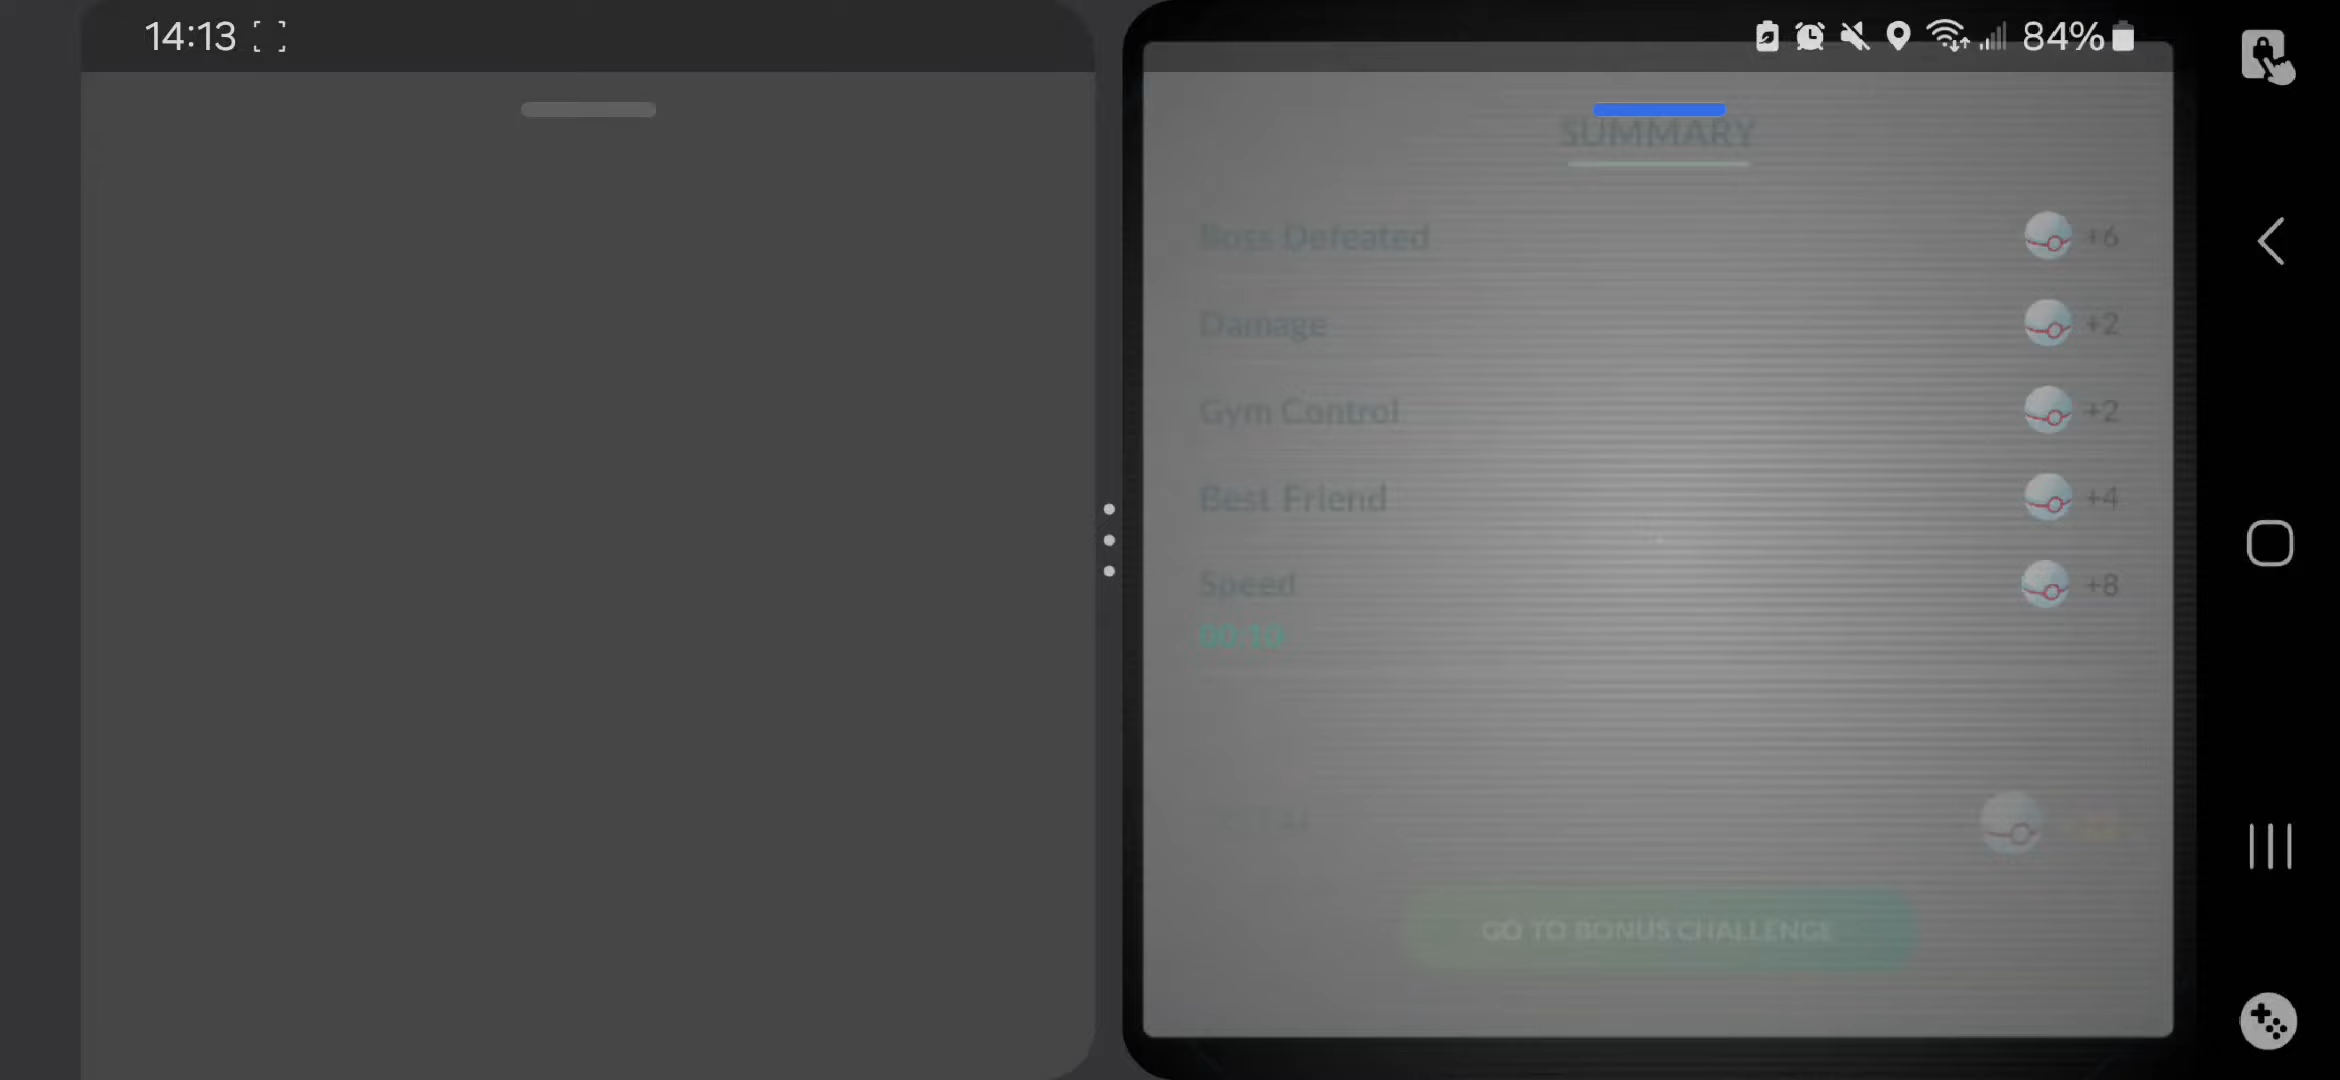 14:13
84%
SUMMARY
Boss Defeated +6
Damage +2
Gym Control +2
Best Friend +4
Speed +8
00:10
GO TO BONUS CHALLENGE